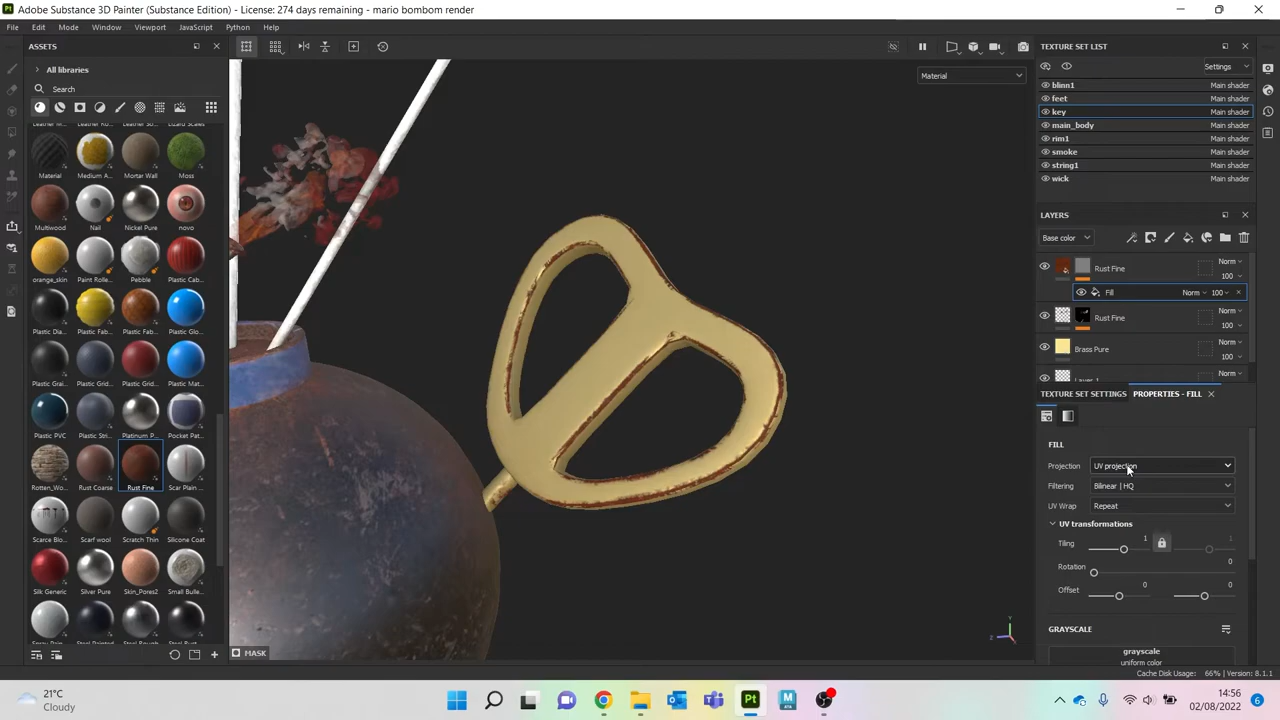 Adobe Substance 3D Painter (Substance Edition) - License: 274 days remaining - mario bombom render
File Edit Mode Window Viewport JavaScript Python Help
ASSETS
All libraries
Search
Material Medium A... Mortar Wall Moss
Multiwood Nail Nickel Pure novo
orange_skin Paint Rolle... Pebble Plastic Cab...
Plastic Dia... Plastic Fab... Plastic Fab... Plastic Glo...
Plastic Grai... Plastic Grid... Plastic Grid... Plastic Mat...
Plastic PVC Plastic Stri... Platinum P... Pocket Pat...
Rotten_Wo... Rust Coarse Rust Fine Scar Plain ...
Scarce Blo... Scarf wool Scratch Thin Silicone Coat
Silk Generic Silver Pure Skin_Pores2 Small Bulle...
Material
MASK
Y
Z
TEXTURE SET LIST
Settings
blinn1 Main shader
feet Main shader
key Main shader
main_body Main shader
rim1 Main shader
smoke Main shader
string1 Main shader
wick Main shader
LAYERS
Base color
Rust Fine Norm 100
Fill Norm 100
Rust Fine Norm 100
Brass Pure Norm 100
Layer 1 Norm
TEXTURE SET SETTINGS PROPERTIES - FILL
FILL
Projection UV projection
Filtering Bilinear | HQ
UV Wrap Repeat
UV transformations
Tiling 1 1
Rotation 0
Offset 0 0
GRAYSCALE
grayscale
uniform color
Cache Disk Usage: 66% | Version: 8.1.1
21°C
Cloudy
Pt
14:56
02/08/2022
6